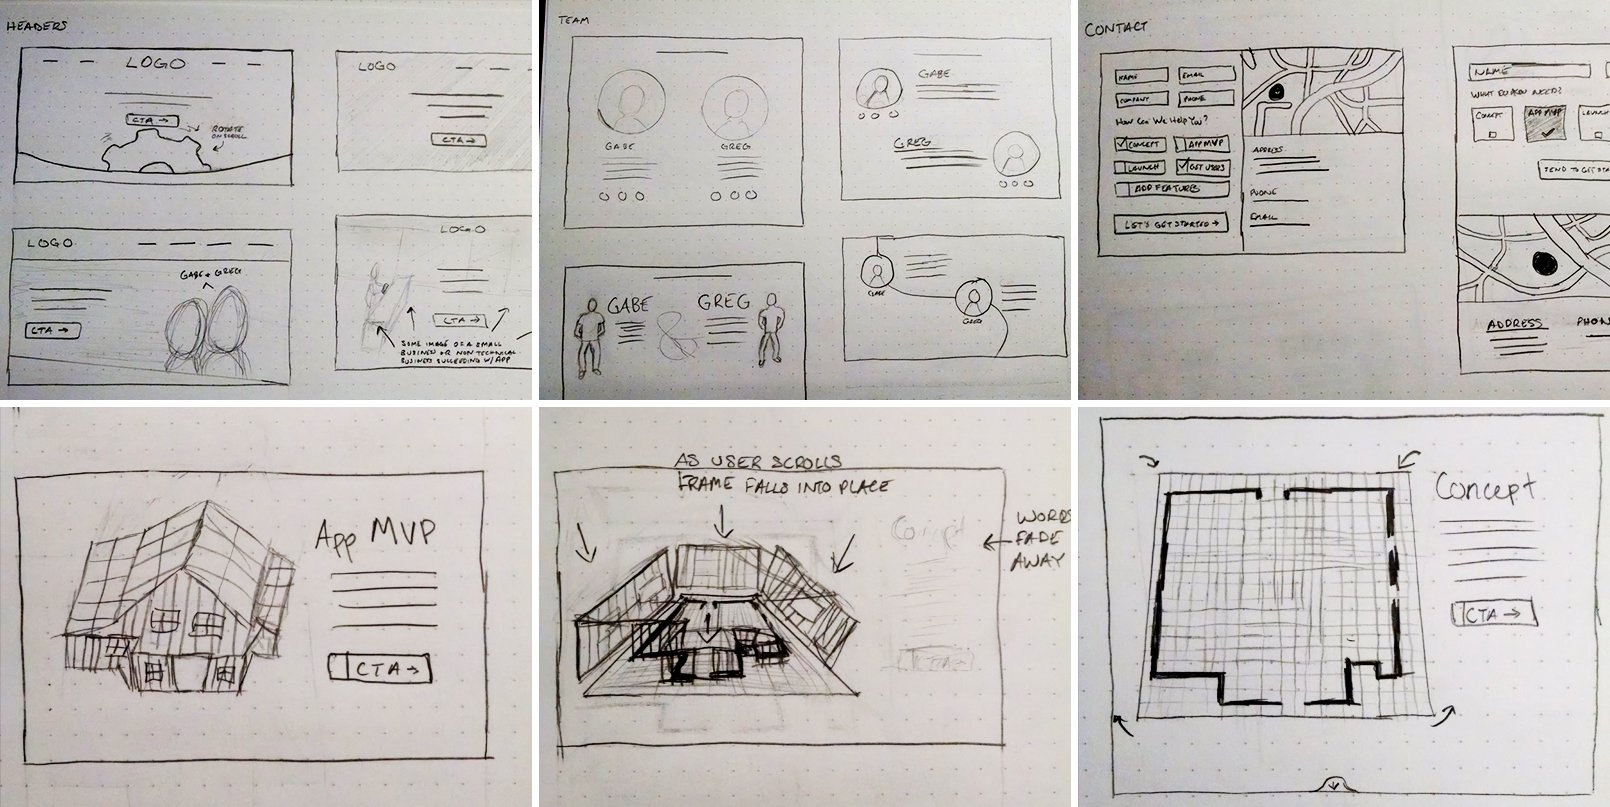 HEADERS
LOGO
CTA →
ROTATE
ON SCROLL
LOGO
CTA →
LOGO
GABE & GREG
CTA →
LOGO
CTA →
SOME IMAGE OF A SMALL
BUSINESS OR NON TECHNICAL
BUSINESS SUCCEEDING W/ APP
TEAM
GABE
GREG
GABE
GREG
GABE & GREG
GABE
GREG
CONTACT
NAME
EMAIL
COMPANY
PHONE
How Can We Help You?
CONCEPT
APP MVP
LAUNCH
GET USERS
ADD FEATURES
LET'S GET STARTED →
ADDRESS
PHONE
EMAIL
NAME
WHAT DO YOU NEED?
CONCEPT
APP MVP
LAUNCH
SEND TO GET STA
ADDRESS
PHON
App MVP
CTA →
AS USER SCROLLS
FRAME FALLS INTO PLACE
Concept
WORDS
FADE
AWAY
CTA →
Concept
CTA →